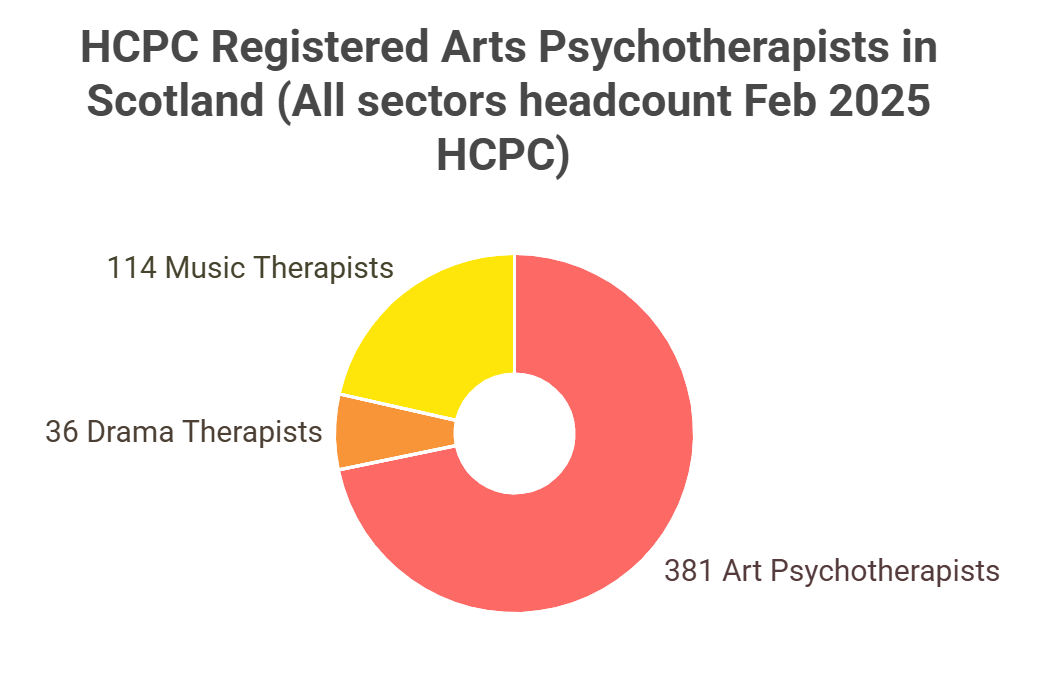 HCPC Registered Arts Psychotherapists in
Scotland (All sectors headcount Feb 2025
HCPC)
114 Music Therapists
36 Drama Therapists
381 Art Psychotherapists